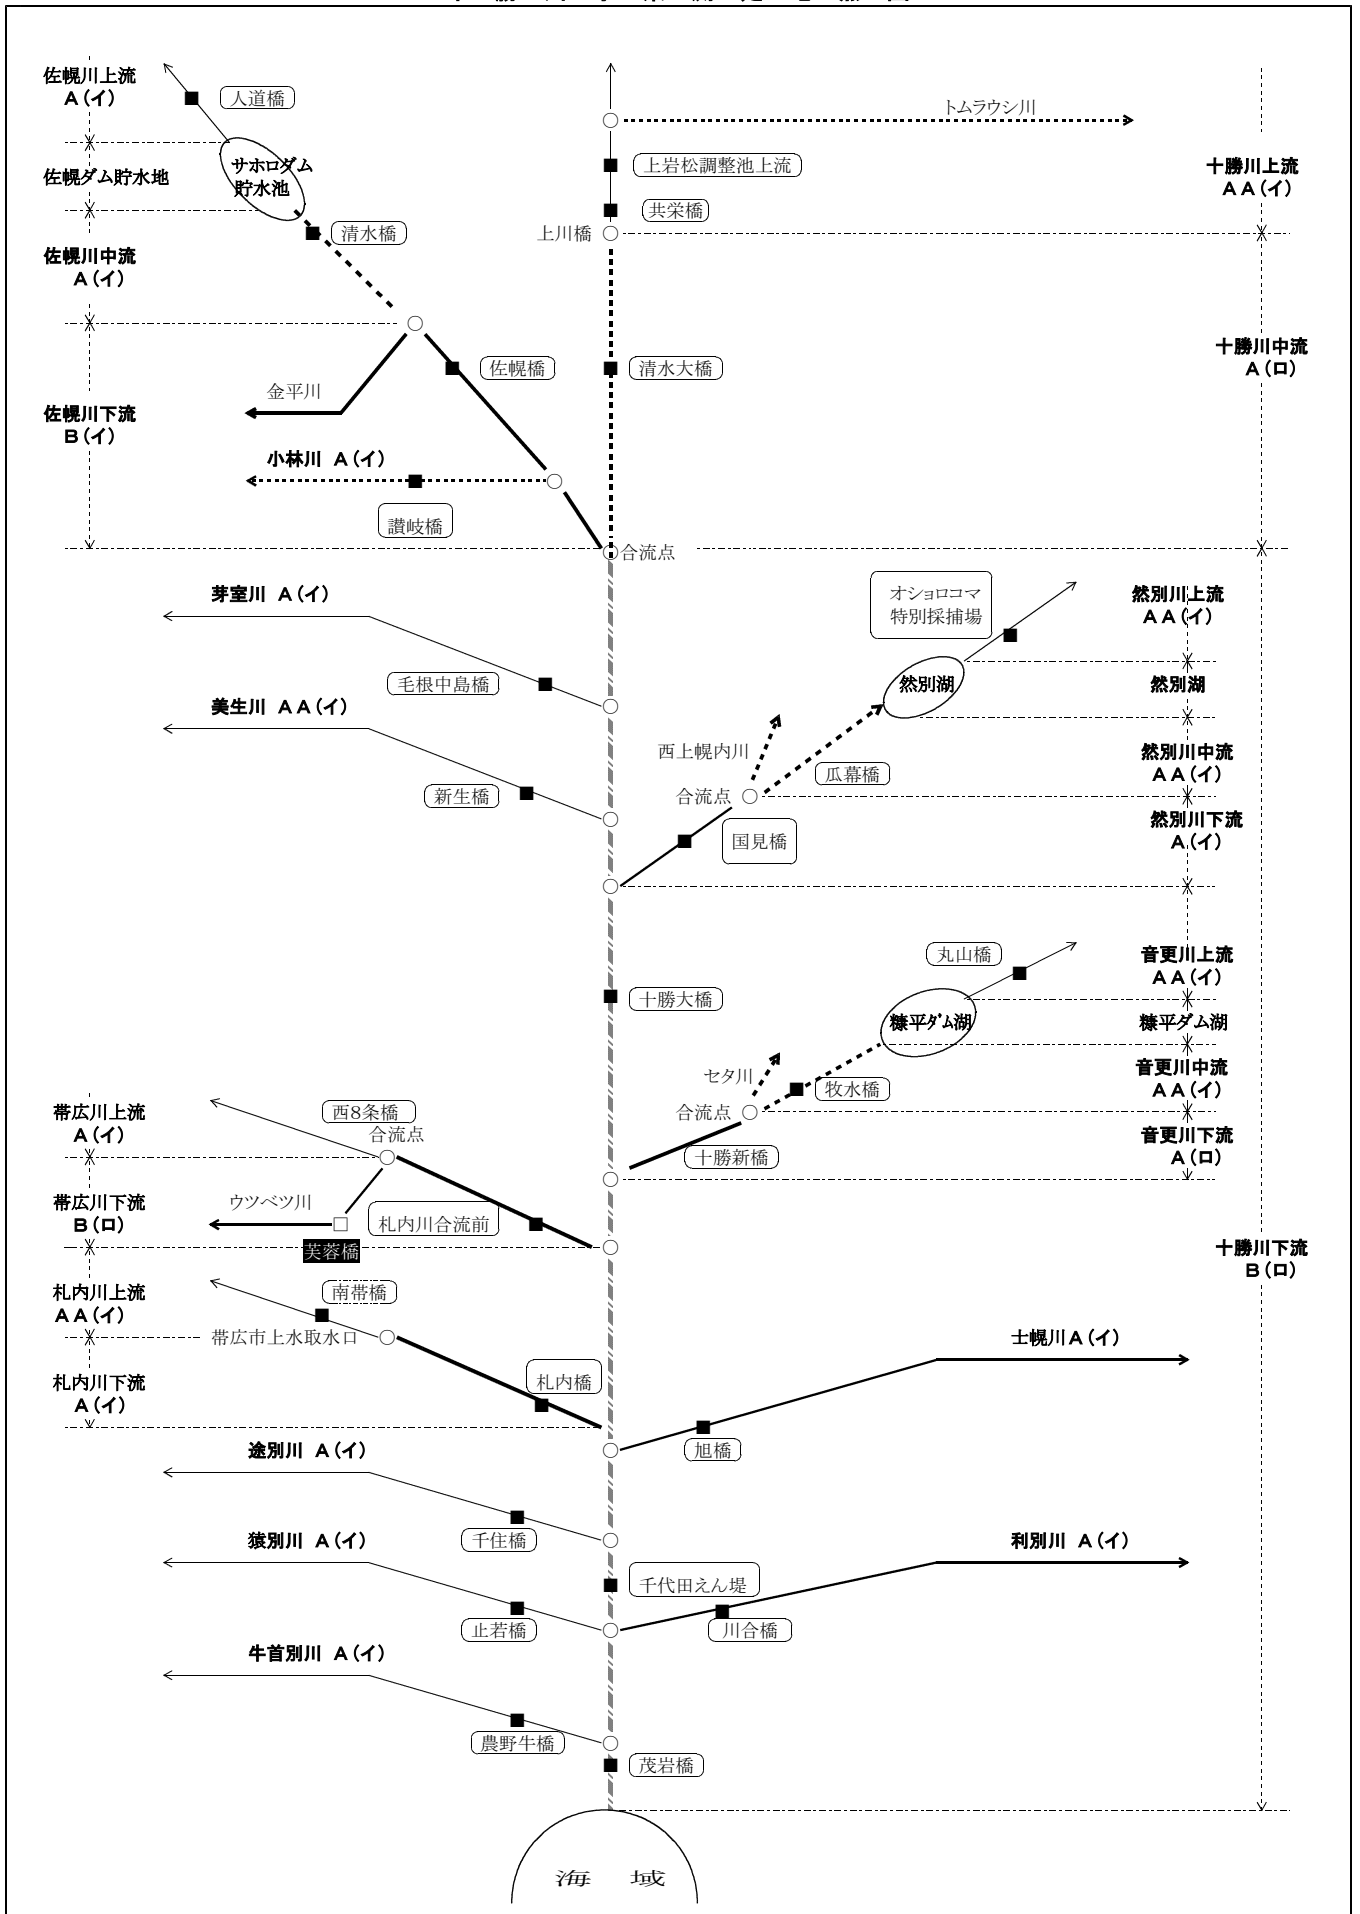 佐幌川上流
A(イ)
人道橋
トムラウシ川
サホロダム
貯水池
佐幌ダム貯水地
上岩松調整池上流
十勝川上流
AA(イ)
共栄橋
清水橋
上川橋
佐幌川中流
A(イ)
佐幌橋
清水大橋
十勝川中流
A(ロ)
金平川
佐幌川下流
B(イ)
小林川 A(イ)
讃岐橋
合流点
芽室川 A(イ)
オショロコマ
特別採捕場
然別川上流
AA(イ)
毛根中島橋
然別湖
然別湖
美生川 AA(イ)
西上幌内川
然別川中流
AA(イ)
瓜幕橋
新生橋
合流点
然別川下流
A(イ)
国見橋
丸山橋
音更川上流
AA(イ)
十勝大橋
糠平ダム湖
糠平ダム湖
セタ川
音更川中流
AA(イ)
牧水橋
帯広川上流
A(イ)
西8条橋
合流点
合流点
音更川下流
A(ロ)
十勝新橋
帯広川下流
B(ロ)
ウツベツ川
札内川合流前
芙蓉橋
十勝川下流
B(ロ)
札内川上流
AA(イ)
南帯橋
帯広市上水取水口
士幌川A(イ)
札内川下流
A(イ)
札内橋
途別川 A(イ)
旭橋
千住橋
猿別川 A(イ)
利別川 A(イ)
千代田えん堤
止若橋
川合橋
牛首別川 A(イ)
農野牛橋
茂岩橋
海 域